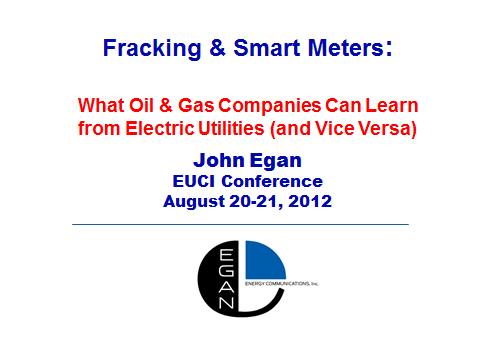 Fracking & Smart Meters:
What Oil & Gas Companies Can Learn
from Electric Utilities (and Vice Versa)
John Egan
EUCI Conference
August 20-21, 2012
EGAN
ENERGY COMMUNICATIONS, Inc.